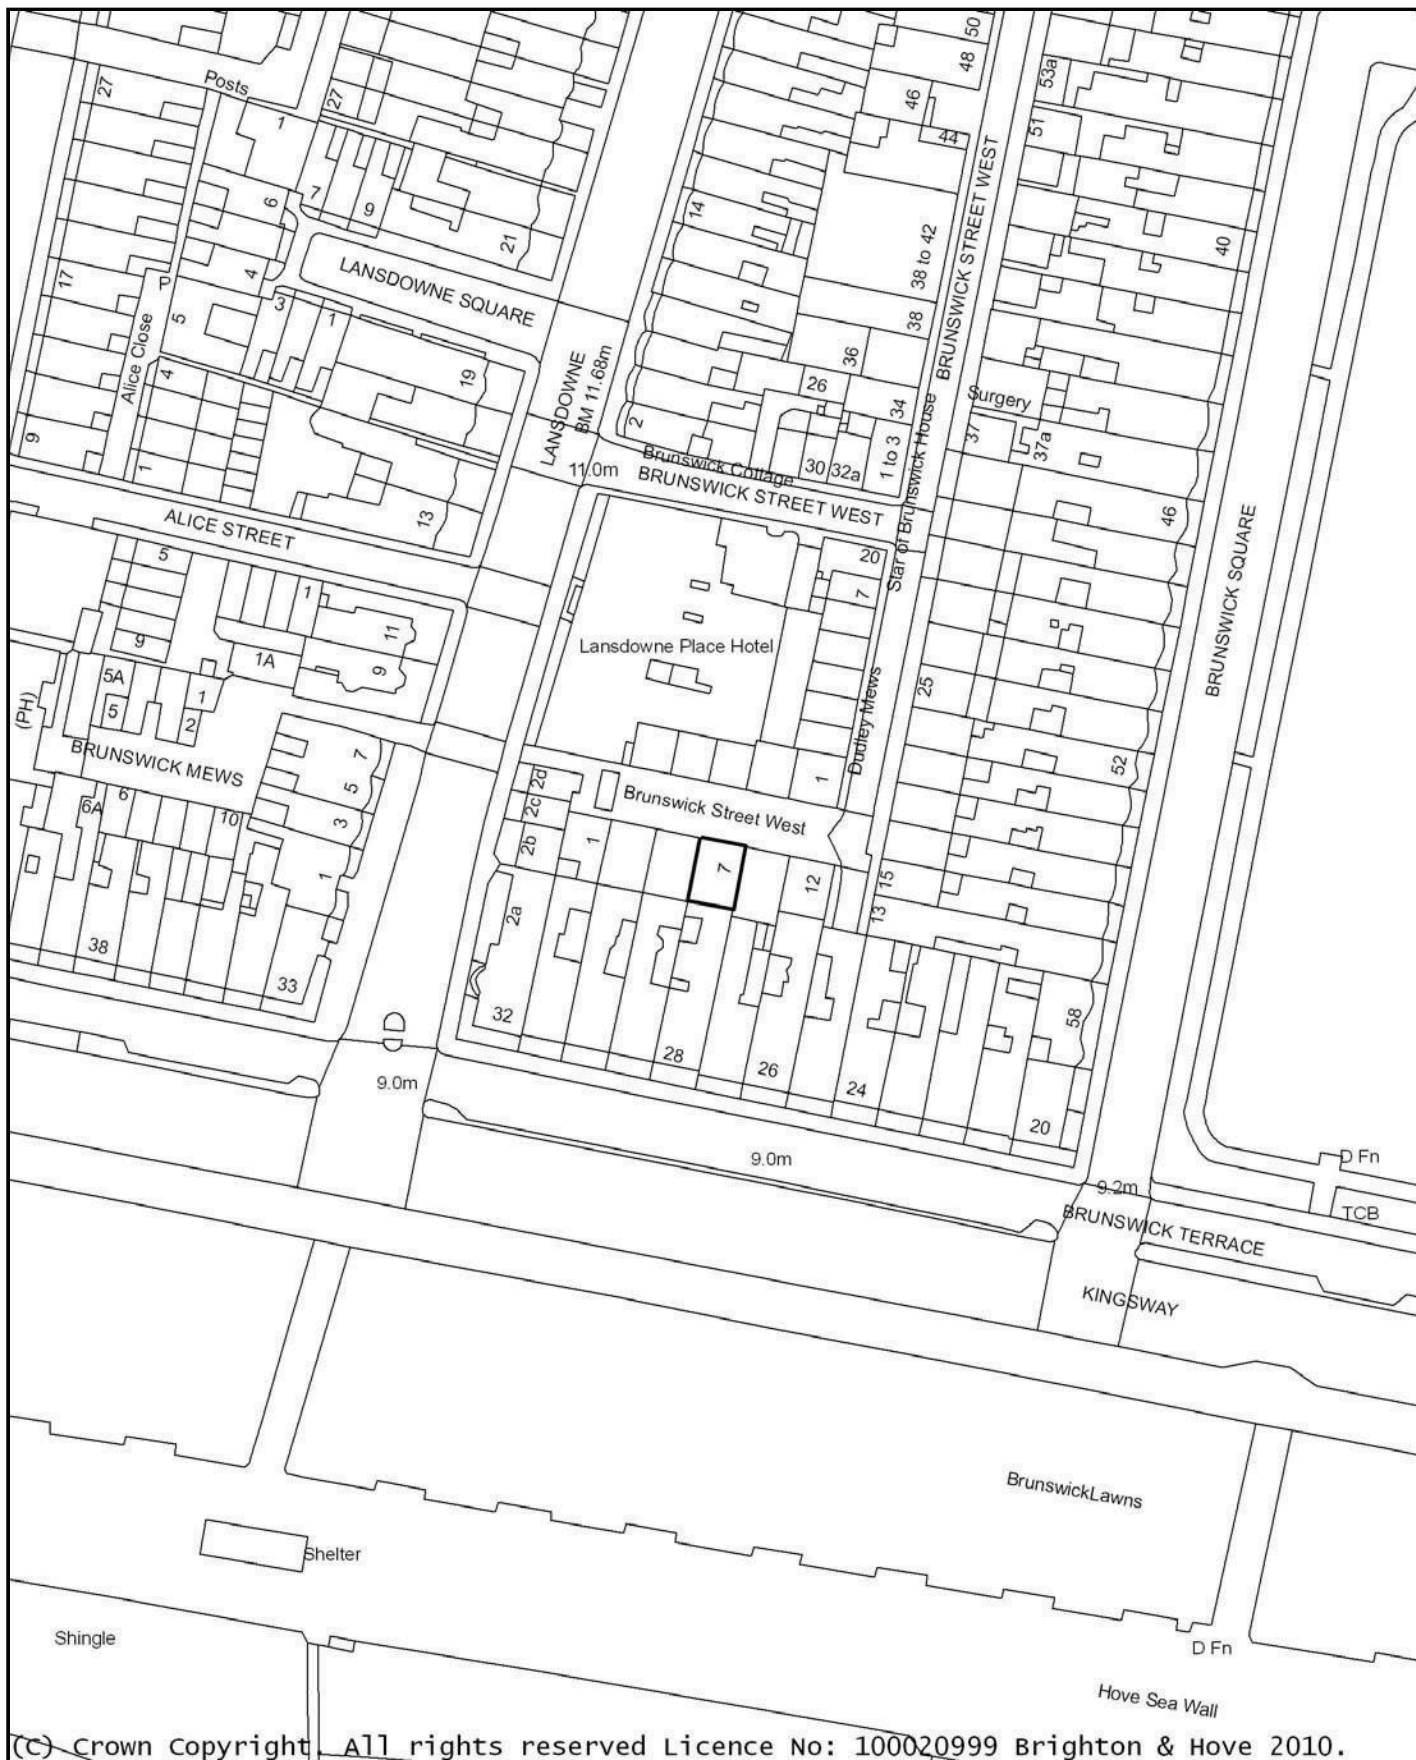 50
48
46
44
53a
51
27
Posts
1
27
7
9
6
4
21
14
38 to 42
BRUNSWICK STREET WEST
40
17
P
5
3
1
LANSDOWNE SQUARE
Alice Close
4
19
LANSDOWNE
BM 11.68m
38
36
26
34
Surgery
37
37a
9
1
2
11.0m
Brunswick Cottage
30
32a
1 to 3
Star of Brunswick House
BRUNSWICK STREET WEST
46
BRUNSWICK SQUARE
ALICE STREET
13
20
7
5
1
9
11
9
1A
5A
5
1
2
(PH)
Lansdowne Place Hotel
Dudley Mews
25
52
1
BRUNSWICK MEWS
6A
6
10
7
5
3
1
2d
2c
2b
1
Brunswick Street West
7
12
15
13
2a
38
33
32
28
26
24
20
58
9.0m
9.0m
9.2m
D Fn
TCB
BRUNSWICK TERRACE
KINGSWAY
BrunswickLawns
Shelter
Shingle
D Fn
Hove Sea Wall
(C) Crown Copyright. All rights reserved Licence No: 100020999 Brighton & Hove 2010.